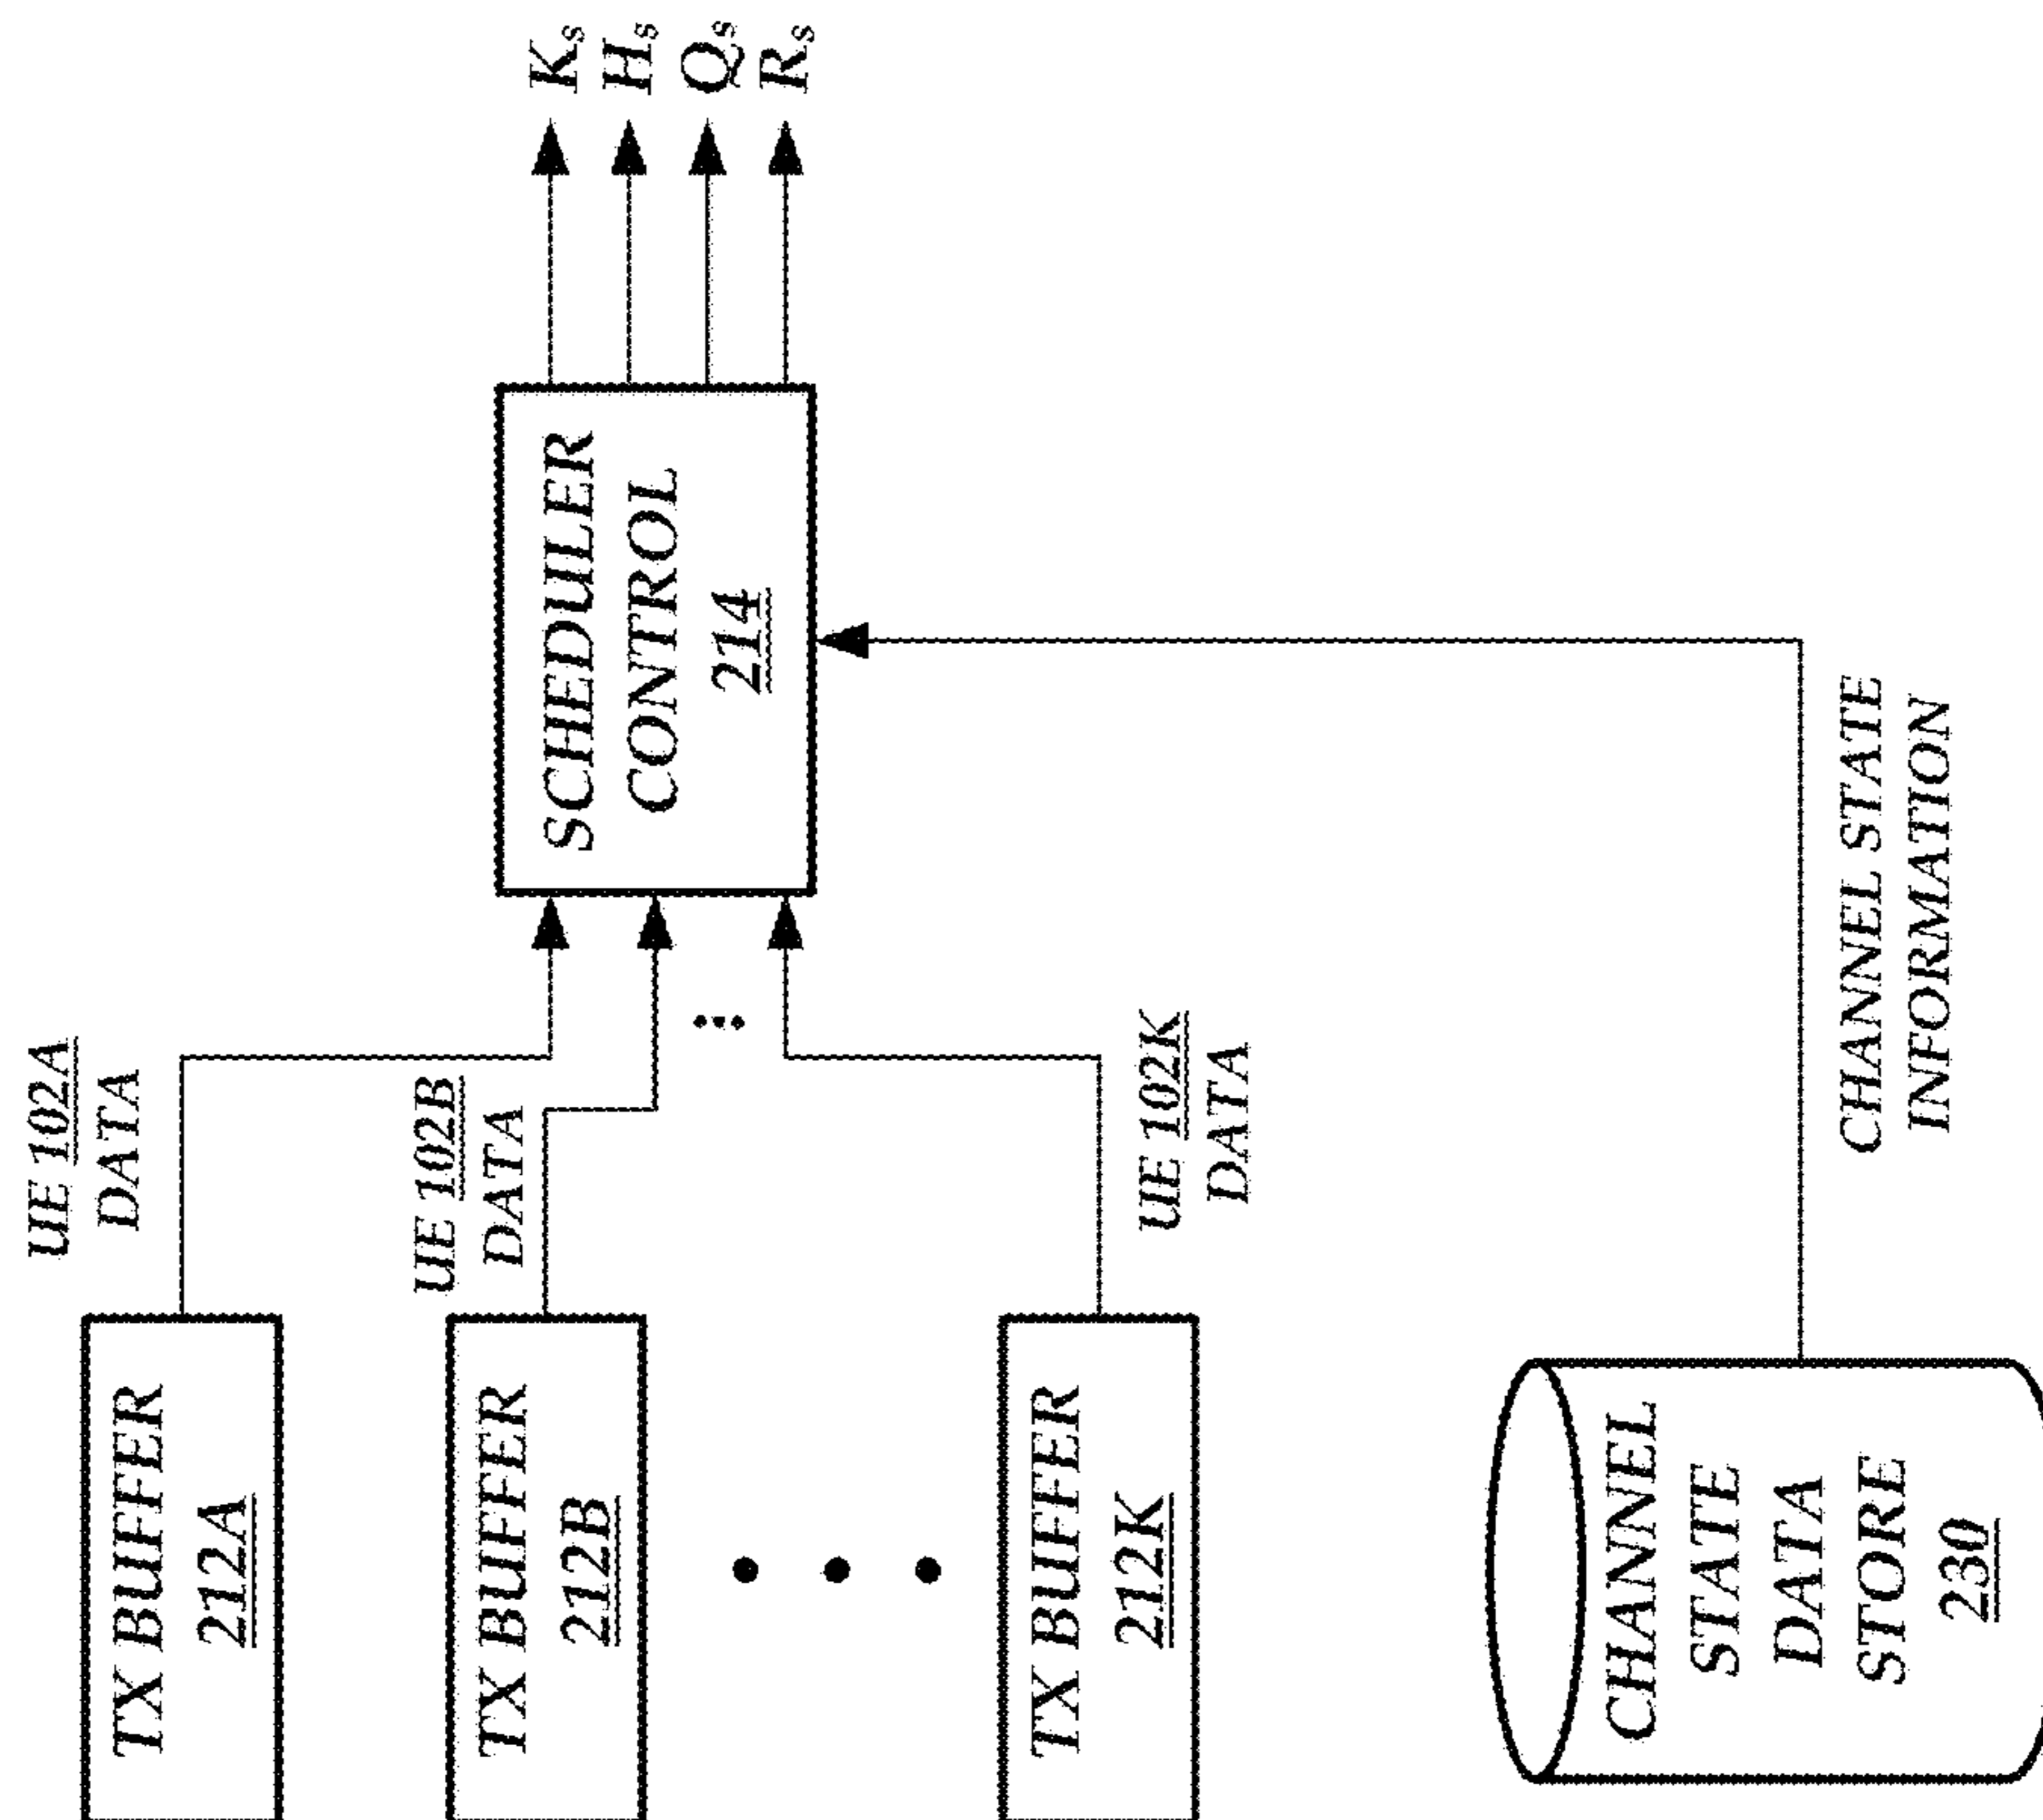 TX BUFFER
212A
UE 102A
DATA
TX BUFFER
212B
UE 102B
DATA
TX BUFFER
212K
UE 102K
DATA
SCHEDULER
CONTROL
214
Ks
Hs
Qs
Rs
CHANNEL
STATE
DATA
STORE
230
CHANNEL STATE
INFORMATION